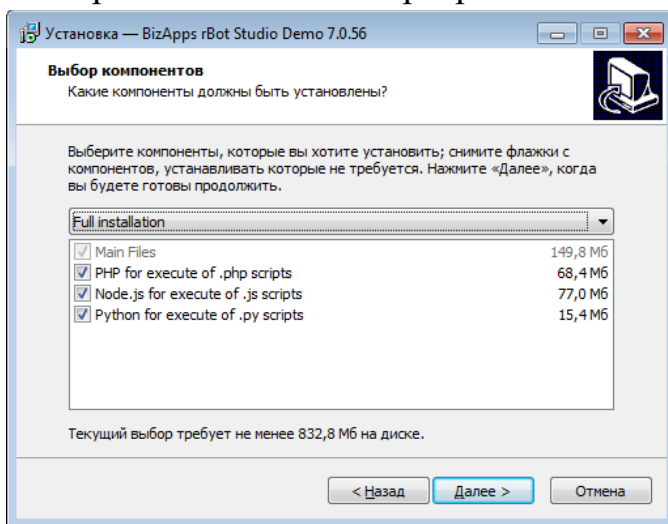 Установка — BizApps rBot Studio Demo 7.0.56
Выбор компонентов
Какие компоненты должны быть установлены?
Выберите компоненты, которые вы хотите установить; снимите флажки с
компонентов, устанавливать которые не требуется. Нажмите «Далее», когда
вы будете готовы продолжить.
Full installation
Main Files 149,8 Мб
PHP for execute of .php scripts 68,4 Мб
Node.js for execute of .js scripts 77,0 Мб
Python for execute of .py scripts 15,4 Мб
Текущий выбор требует не менее 832,8 Мб на диске.
< Назад Далее > Отмена